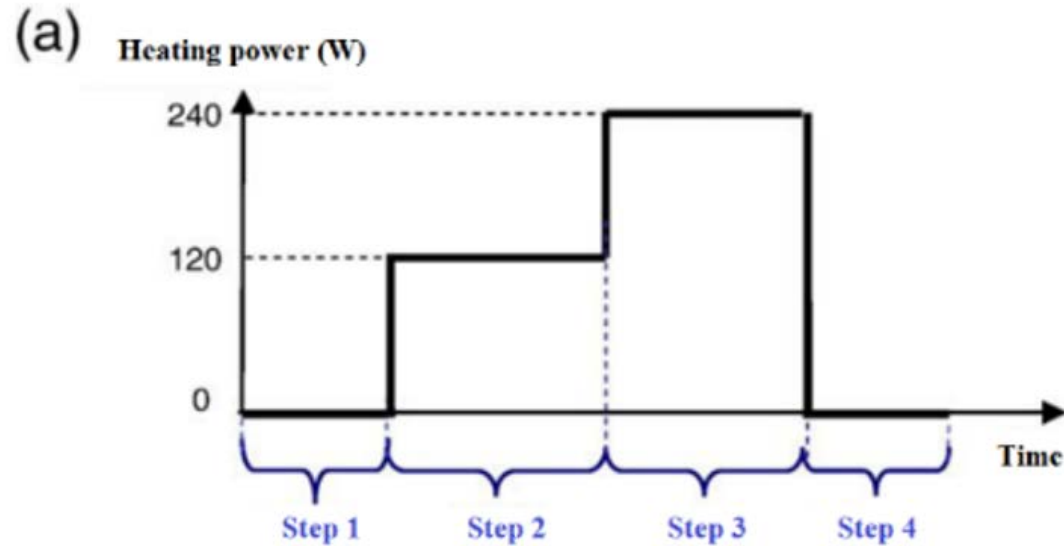 (a) Heating power (W)
240
120
0
Time
Step 1 Step 2 Step 3 Step 4